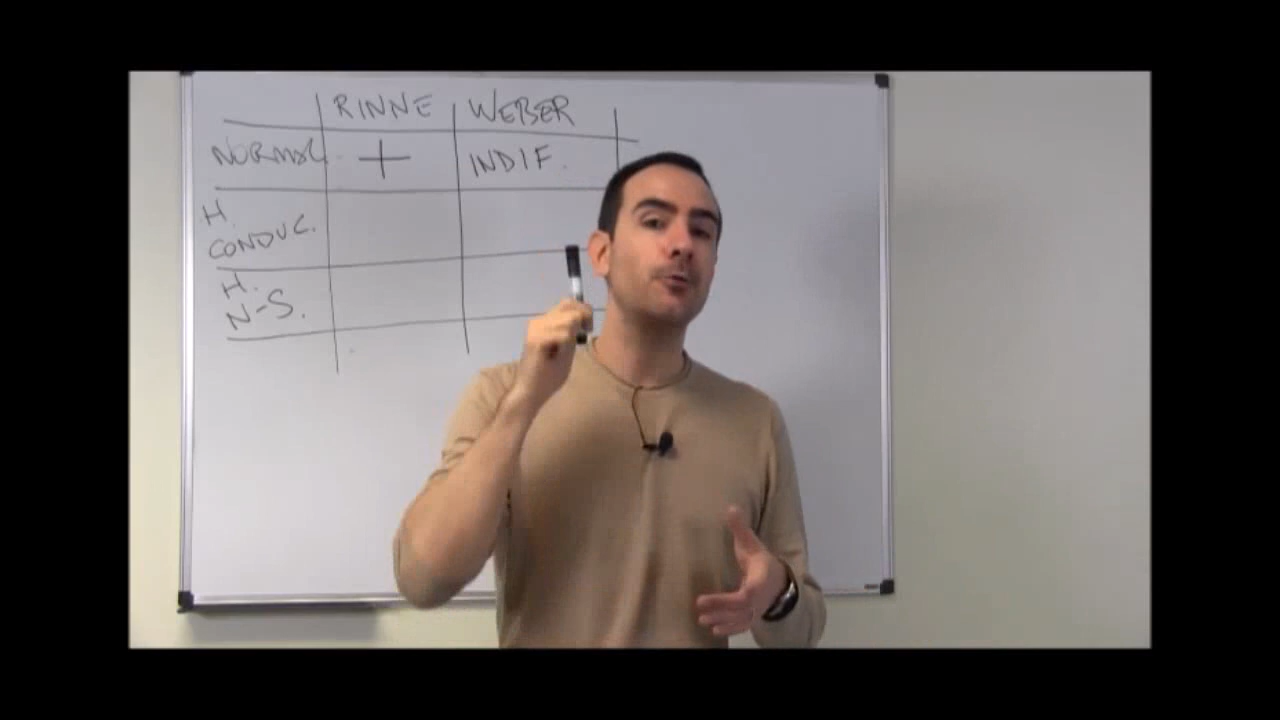 RINNE WEBER
NORMAL + INDIF.
H.
CONDUC.
H.
N-S.